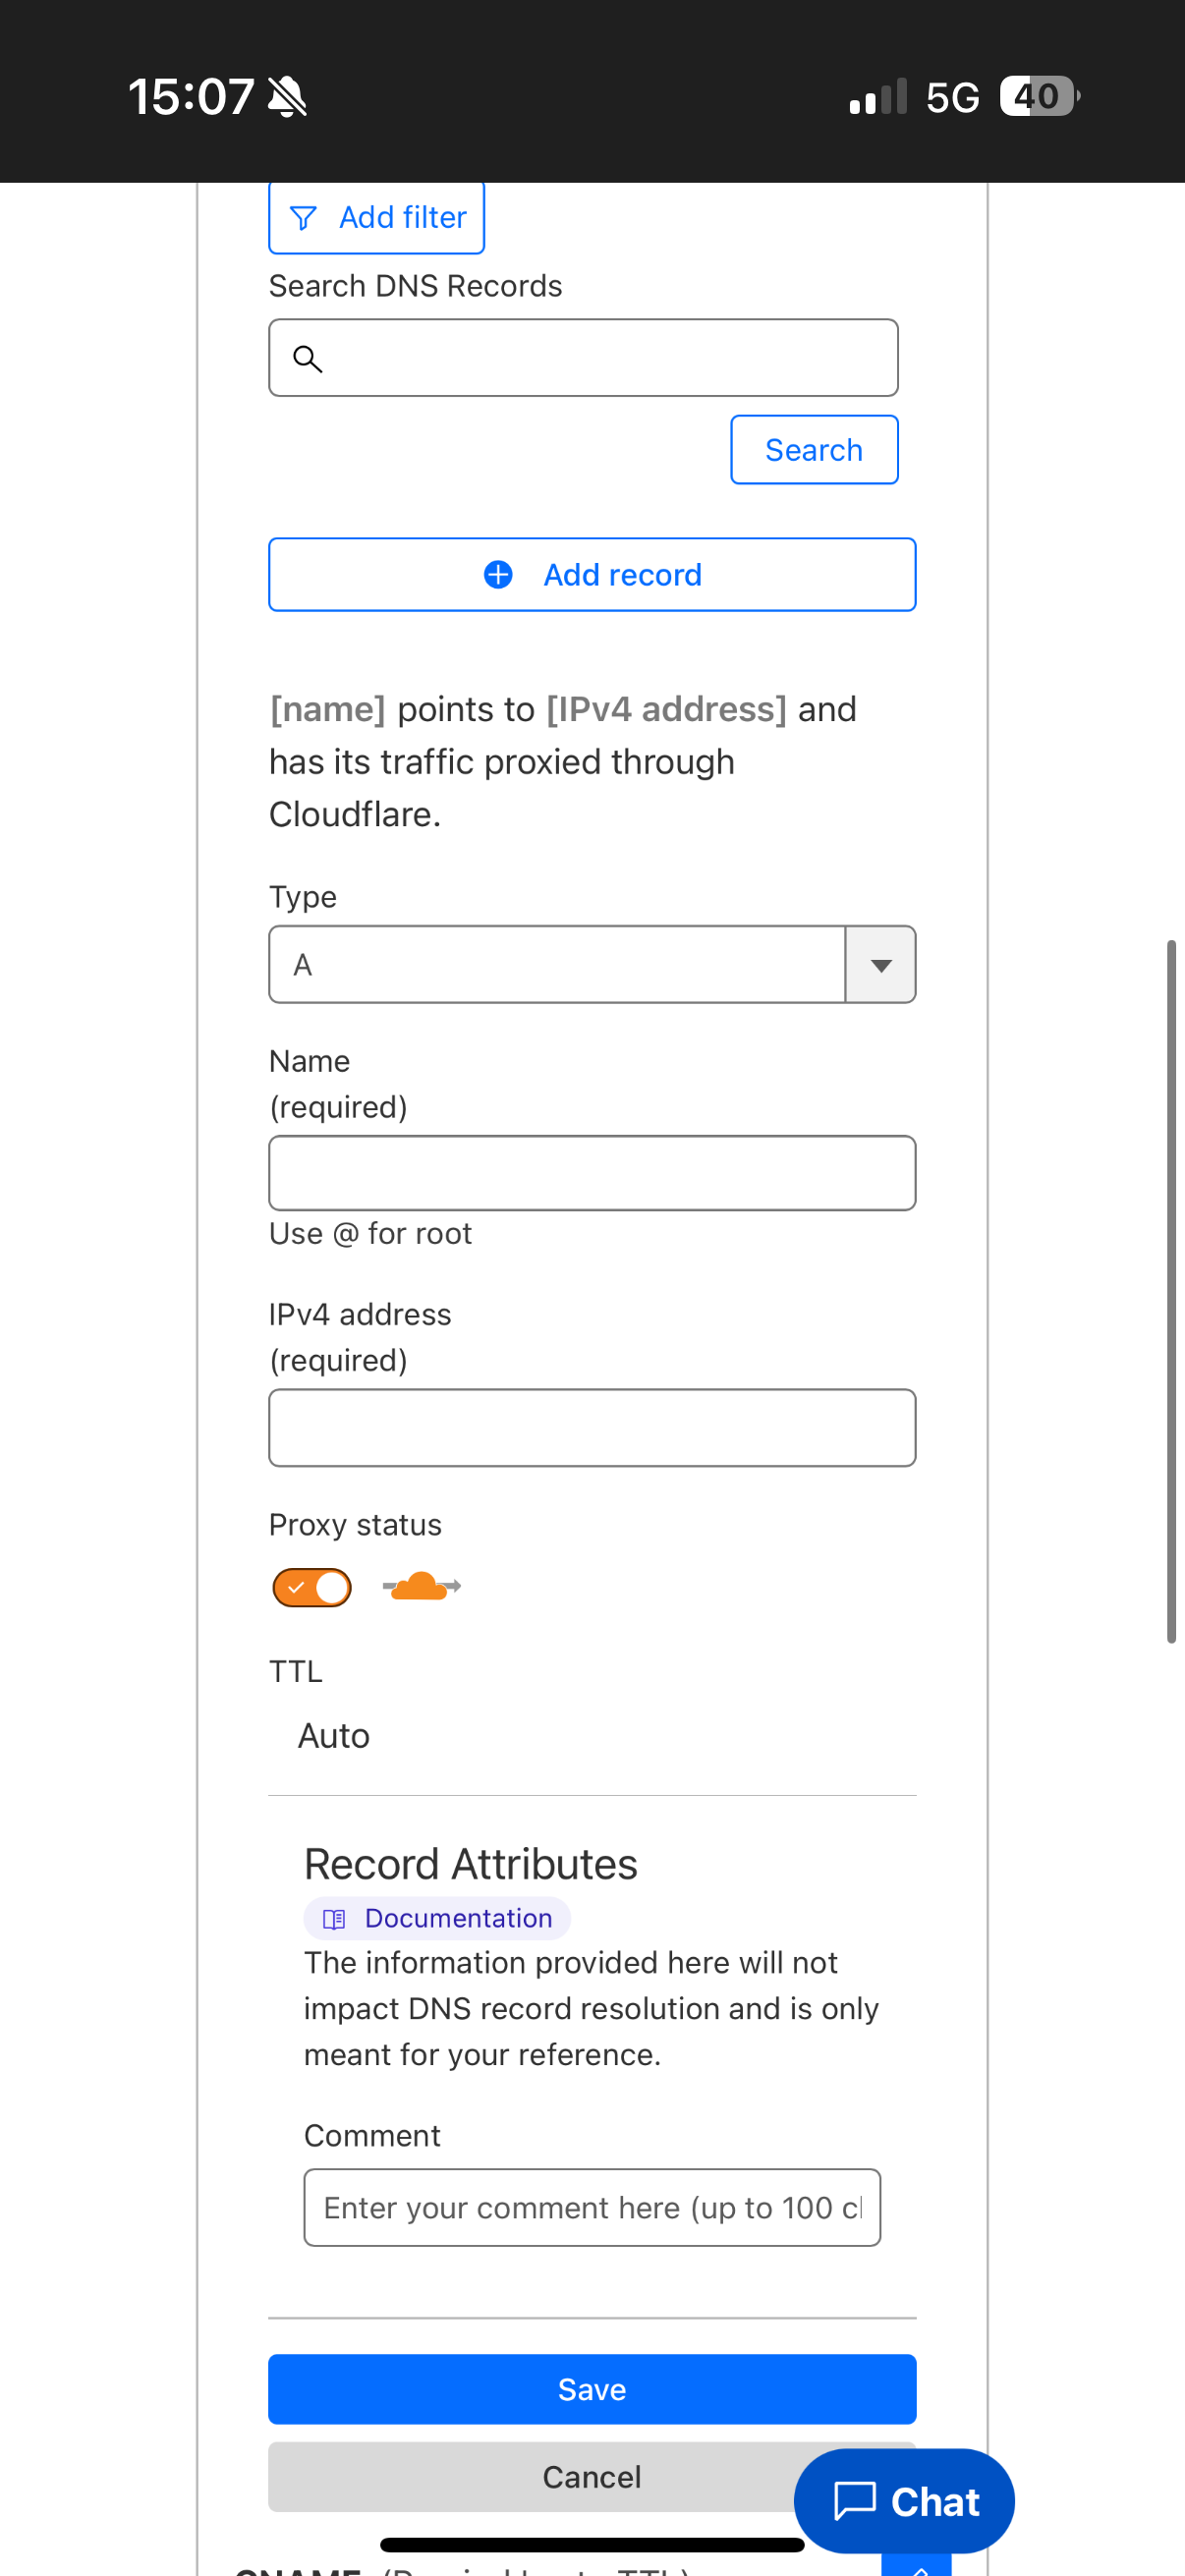 15:07
5G
40
Add filter
Search DNS Records
Search
Add record
[name] points to [IPv4 address] and
has its traffic proxied through
Cloudflare.
Type
A
Name
(required)
Use @ for root
IPv4 address
(required)
Proxy status
TTL
Auto
Record Attributes
Documentation
The information provided here will not
impact DNS record resolution and is only
meant for your reference.
Comment
Enter your comment here (up to 100 cl
Save
Cancel
Chat
CNAME